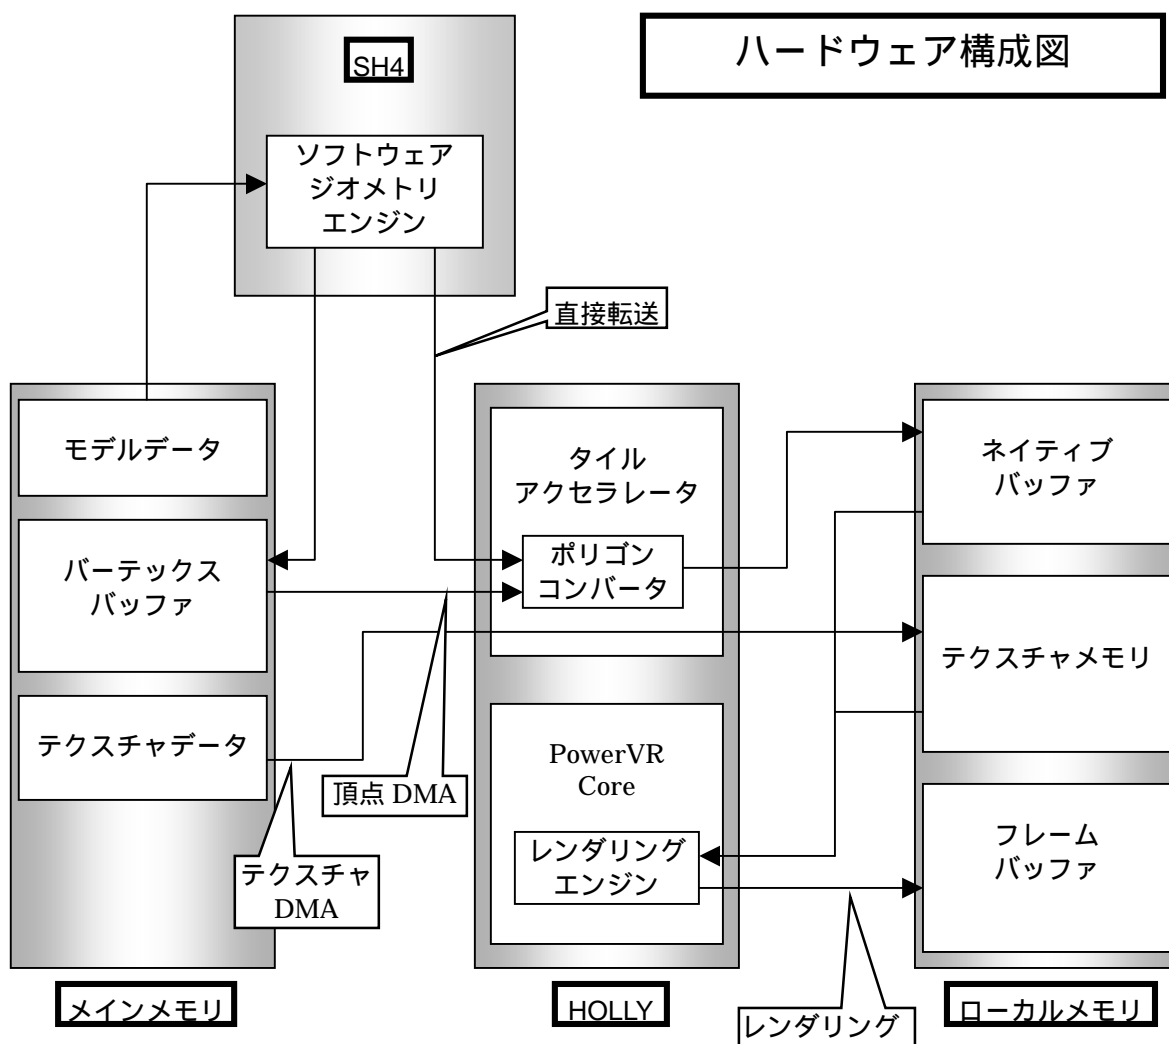 ハードウェア構成図
SH4
ソフトウェア
ジオメトリ
エンジン
直接転送
モデルデータ
バーテックス
バッファ
テクスチャデータ
タイル
アクセラレータ
ポリゴン
コンバータ
PowerVR
Core
レンダリング
エンジン
ネイティブ
バッファ
テクスチャメモリ
フレーム
バッファ
頂点 DMA
テクスチャ
DMA
レンダリング
メインメモリ
HOLLY
ローカルメモリ